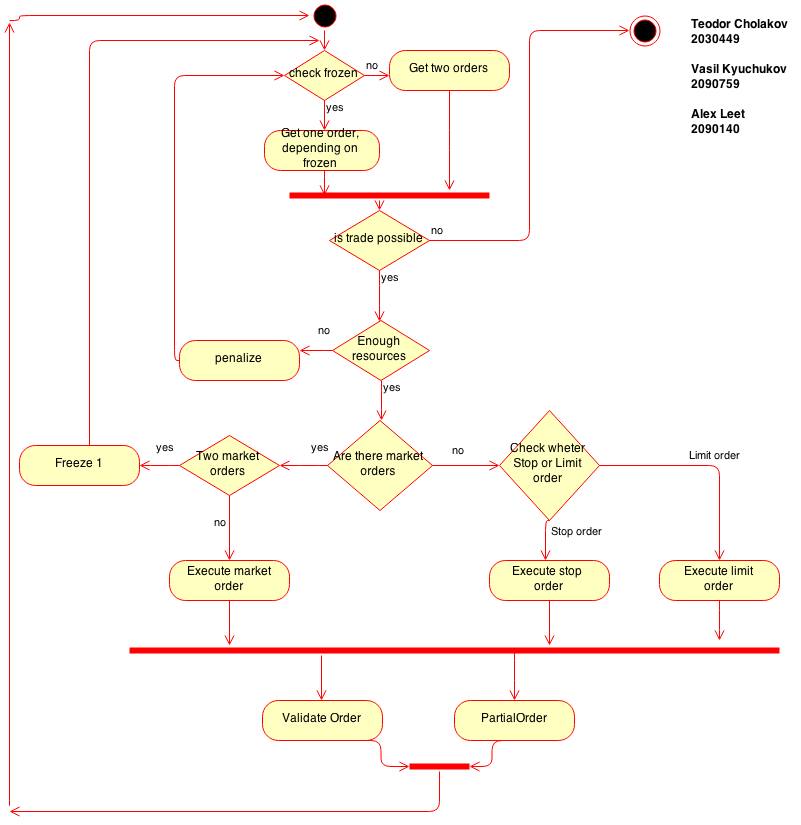 Teodor Cholakov
2030449
Vasil Kyuchukov
2090759
Alex Leet
2090140
check frozen
no
Get two orders
yes
Get one order,
depending on
frozen
is trade possible
no
yes
Enough
resources
no
penalize
yes
Are there market
orders
yes
Two market
orders
yes
Freeze 1
no
Check wheter
Stop or Limit
order
Limit order
no
Stop order
Execute market
order
Execute stop
order
Execute limit
order
Validate Order
PartialOrder